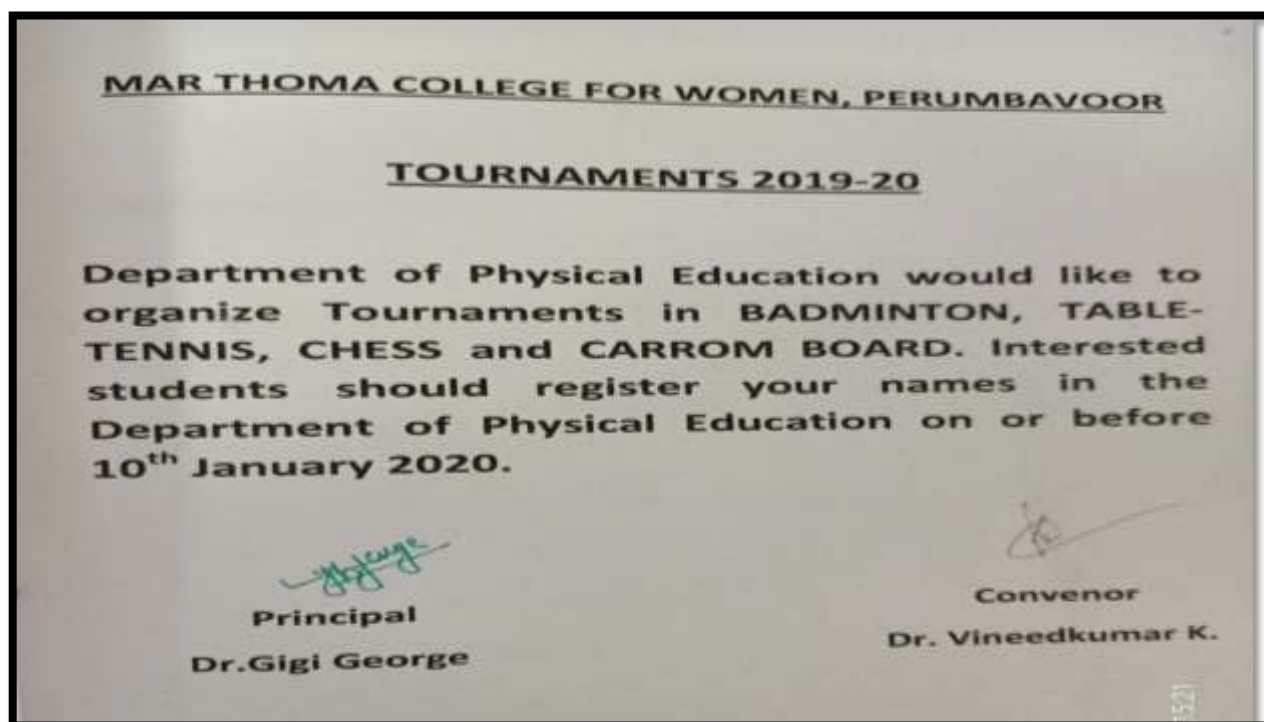 MAR THOMA COLLEGE FOR WOMEN, PERUMBAVOOR
TOURNAMENTS 2019-20
Department of Physical Education would like to
organize Tournaments in BADMINTON, TABLE-
TENNIS, CHESS and CARROM BOARD. Interested
students should register your names in the
Department of Physical Education on or before
10th January 2020.
Principal
Dr.Gigi George
Convenor
Dr. Vineedkumar K.
15:21